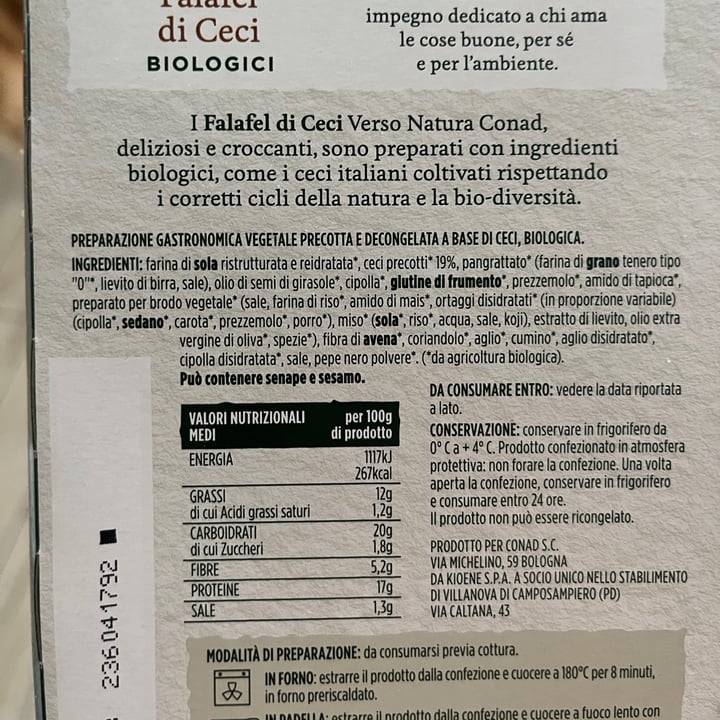 di Ceci
BIOLOGICI
impegno dedicato a chi ama
le cose buone, per sé
e per l'ambiente.
I Falafel di Ceci Verso Natura Conad,
deliziosi e croccanti, sono preparati con ingredienti
biologici, come i ceci italiani coltivati rispettando
i corretti cicli della natura e la bio-diversità.
PREPARAZIONE GASTRONOMICA VEGETALE PRECOTTA E DECONGELATA A BASE DI CECI, BIOLOGICA.
INGREDIENTI: farina di soia ristrutturata e reidratata*, ceci precotti* 19%, pangrattato* (farina di grano tenero tipo
"0"*, lievito di birra, sale), olio di semi di girasole*, cipolla*, glutine di frumento*, prezzemolo*, amido di tapioca*,
preparato per brodo vegetale* (sale, farina di riso*, amido di mais*, ortaggi disidratati* (in proporzione variabile)
(cipolla*, sedano*, carota*, prezzemolo*, porro*), miso* (soia*, riso*, acqua, sale, koji), estratto di lievito, olio extra
vergine di oliva*, spezie*), fibra di avena*, coriandolo*, aglio*, cumino*, aglio disidratato*,
cipolla disidratata*, sale, pepe nero polvere*. (*da agricoltura biologica).
Può contenere senape e sesamo.
VALORI NUTRIZIONALI MEDI per 100g di prodotto
ENERGIA 1117kJ
267kcal
GRASSI 12g
di cui Acidi grassi saturi 1,2g
CARBOIDRATI 20g
di cui Zuccheri 1,8g
FIBRE 5,2g
PROTEINE 17g
SALE 1,3g
DA CONSUMARE ENTRO: vedere la data riportata
a lato.
CONSERVAZIONE: conservare in frigorifero da
0° C a + 4° C. Prodotto confezionato in atmosfera
protettiva: non forare la confezione. Una volta
aperta la confezione, conservare in frigorifero
e consumare entro 24 ore.
Il prodotto non può essere ricongelato.
PRODOTTO PER CONAD S.C.
VIA MICHELINO, 59 BOLOGNA
DA KIOENE S.P.A. A SOCIO UNICO NELLO STABILIMENTO
DI VILLANOVA DI CAMPOSAMPIERO (PD)
VIA CALTANA, 43
236041792
MODALITÀ DI PREPARAZIONE: da consumarsi previa cottura.
IN FORNO: estrarre il prodotto dalla confezione e cuocere a 180°C per 8 minuti,
in forno preriscaldato.
IN PADELLA: estrarre il prodotto dalla confezione e cuocere a fuoco lento con